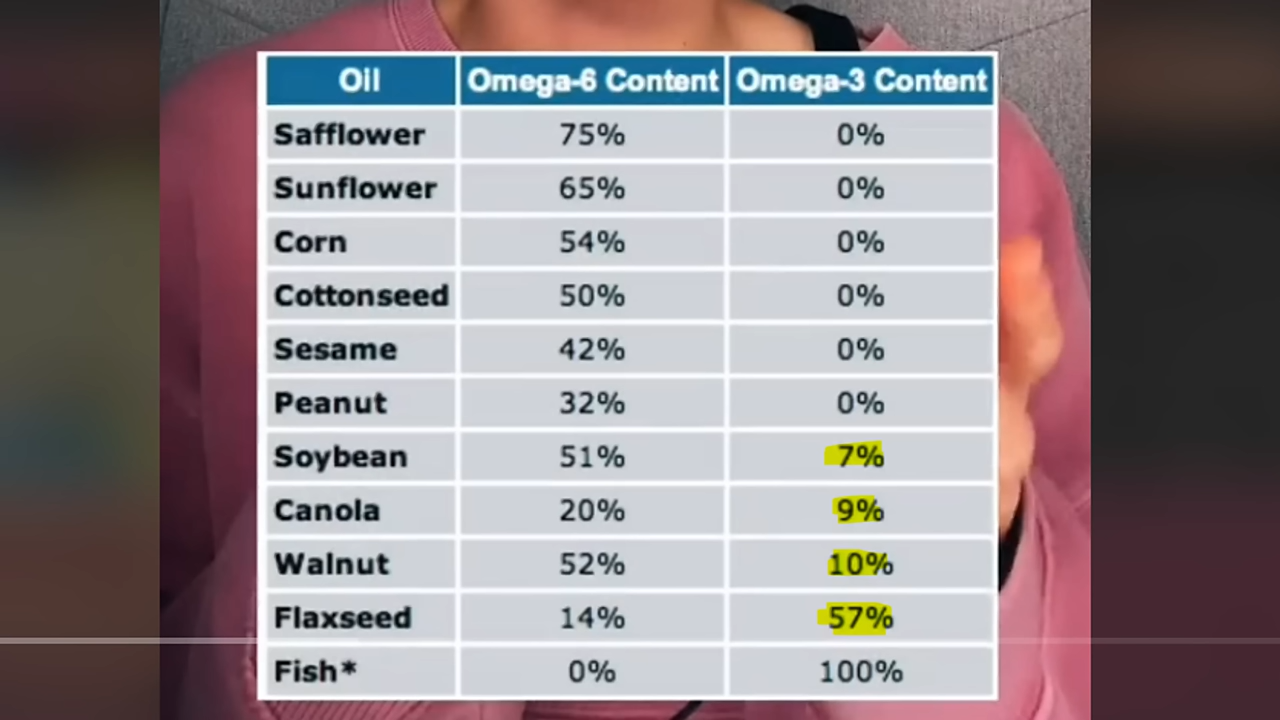 Oil Omega-6 Content Omega-3 Content
Safflower 75% 0%
Sunflower 65% 0%
Corn 54% 0%
Cottonseed 50% 0%
Sesame 42% 0%
Peanut 32% 0%
Soybean 51% 7%
Canola 20% 9%
Walnut 52% 10%
Flaxseed 14% 57%
Fish* 0% 100%